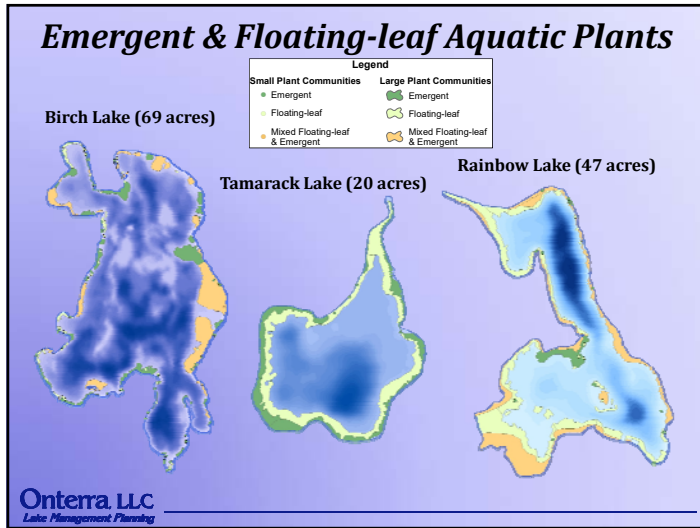 Emergent & Floating-leaf Aquatic Plants
Legend
Small Plant Communities
Emergent
Floating-leaf
Mixed Floating-leaf
& Emergent
Large Plant Communities
Emergent
Floating-leaf
Mixed Floating-leaf
& Emergent
Birch Lake (69 acres)
Tamarack Lake (20 acres)
Rainbow Lake (47 acres)
Onterra, LLC
Lake Management Planning